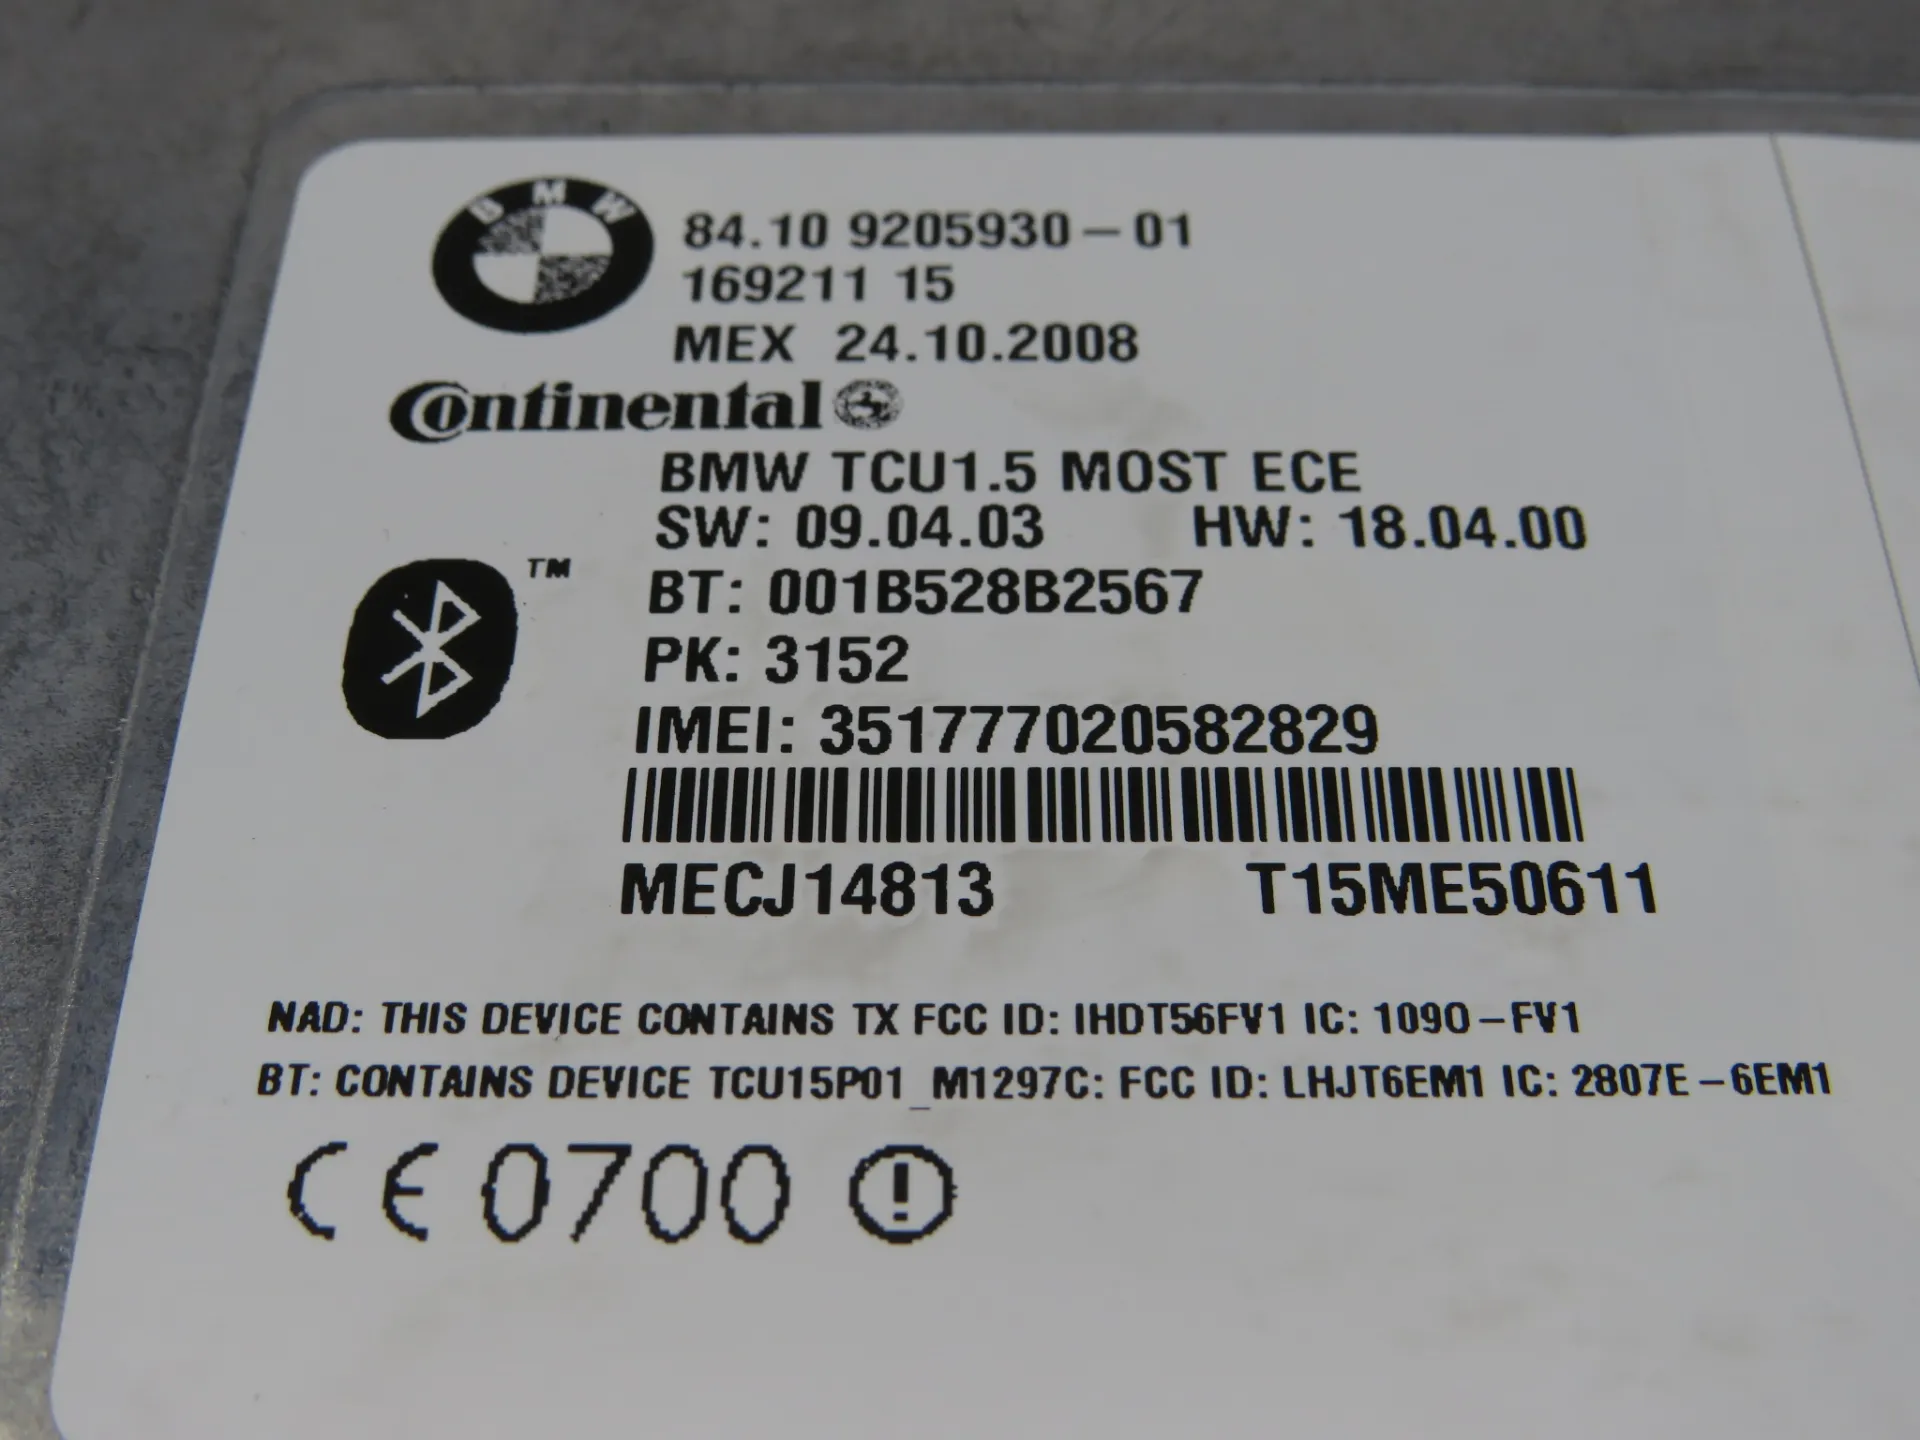 BMW
84.10 9205930-01
169211 15
MEX 24.10.2008
Continental
BMW TCU1.5 MOST ECE
SW: 09.04.03 HW: 18.04.00
TM
BT: 001B528B2567
PK: 3152
IMEI: 351777020582829
MECJ14813 T15ME50611
NAD: THIS DEVICE CONTAINS TX FCC ID: IHDT56FV1 IC: 1090-FV1
BT: CONTAINS DEVICE TCU15P01_M1297C: FCC ID: LHJT6EM1 IC: 2807E-6EM1
CE 0700 !